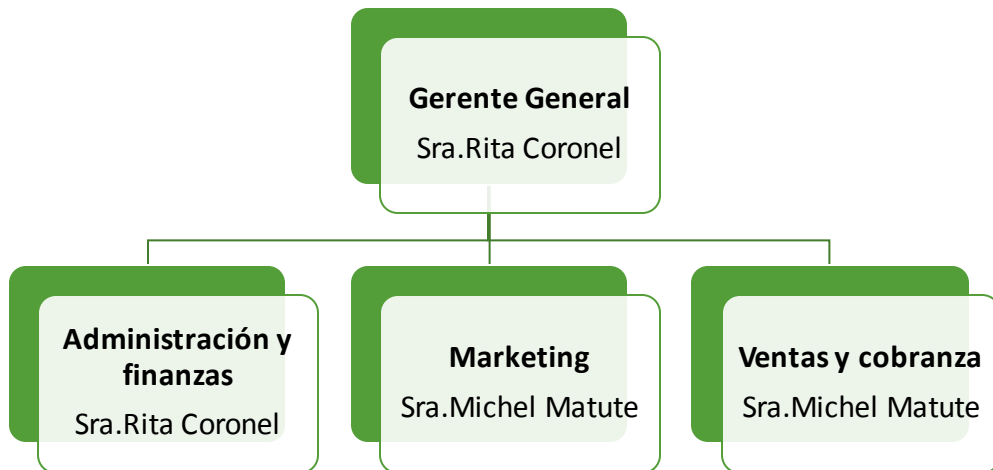 Gerente General
Sra.Rita Coronel
Administración y
finanzas
Sra.Rita Coronel
Marketing
Sra.Michel Matute
Ventas y cobranza
Sra.Michel Matute